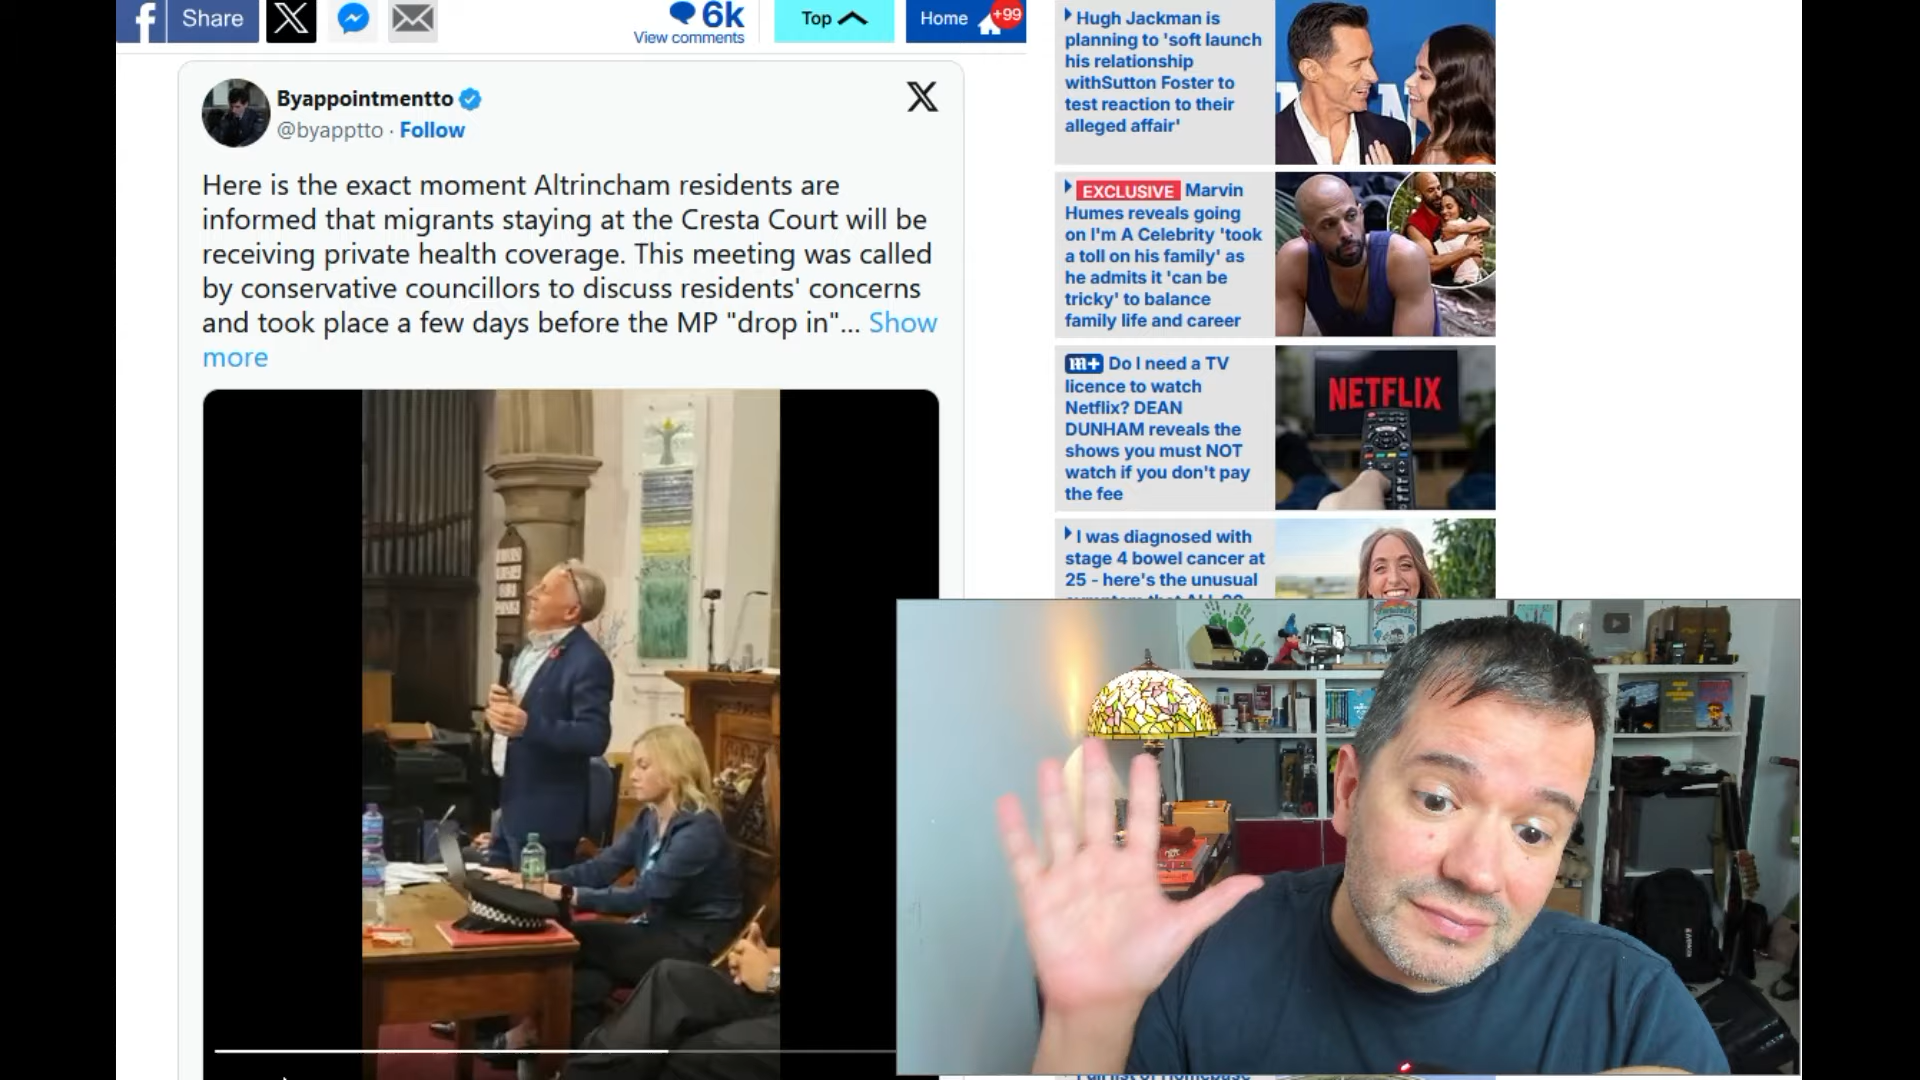 Share
6k
View comments
Top
Home
+99
Byappointmentto
@byapptto · Follow
Here is the exact moment Altrincham residents are
informed that migrants staying at the Cresta Court will be
receiving private health coverage. This meeting was called
by conservative councillors to discuss residents' concerns
and took place a few days before the MP "drop in"... Show
more
Hugh Jackman is
planning to 'soft launch
his relationship
withSutton Foster to
test reaction to their
alleged affair'
EXCLUSIVE Marvin
Humes reveals going
on I'm A Celebrity 'took
a toll on his family' as
he admits it 'can be
tricky' to balance
family life and career
m+ Do I need a TV
licence to watch
Netflix? DEAN
DUNHAM reveals the
shows you must NOT
watch if you don't pay
the fee
NETFLIX
I was diagnosed with
stage 4 bowel cancer at
25 - here's the unusual